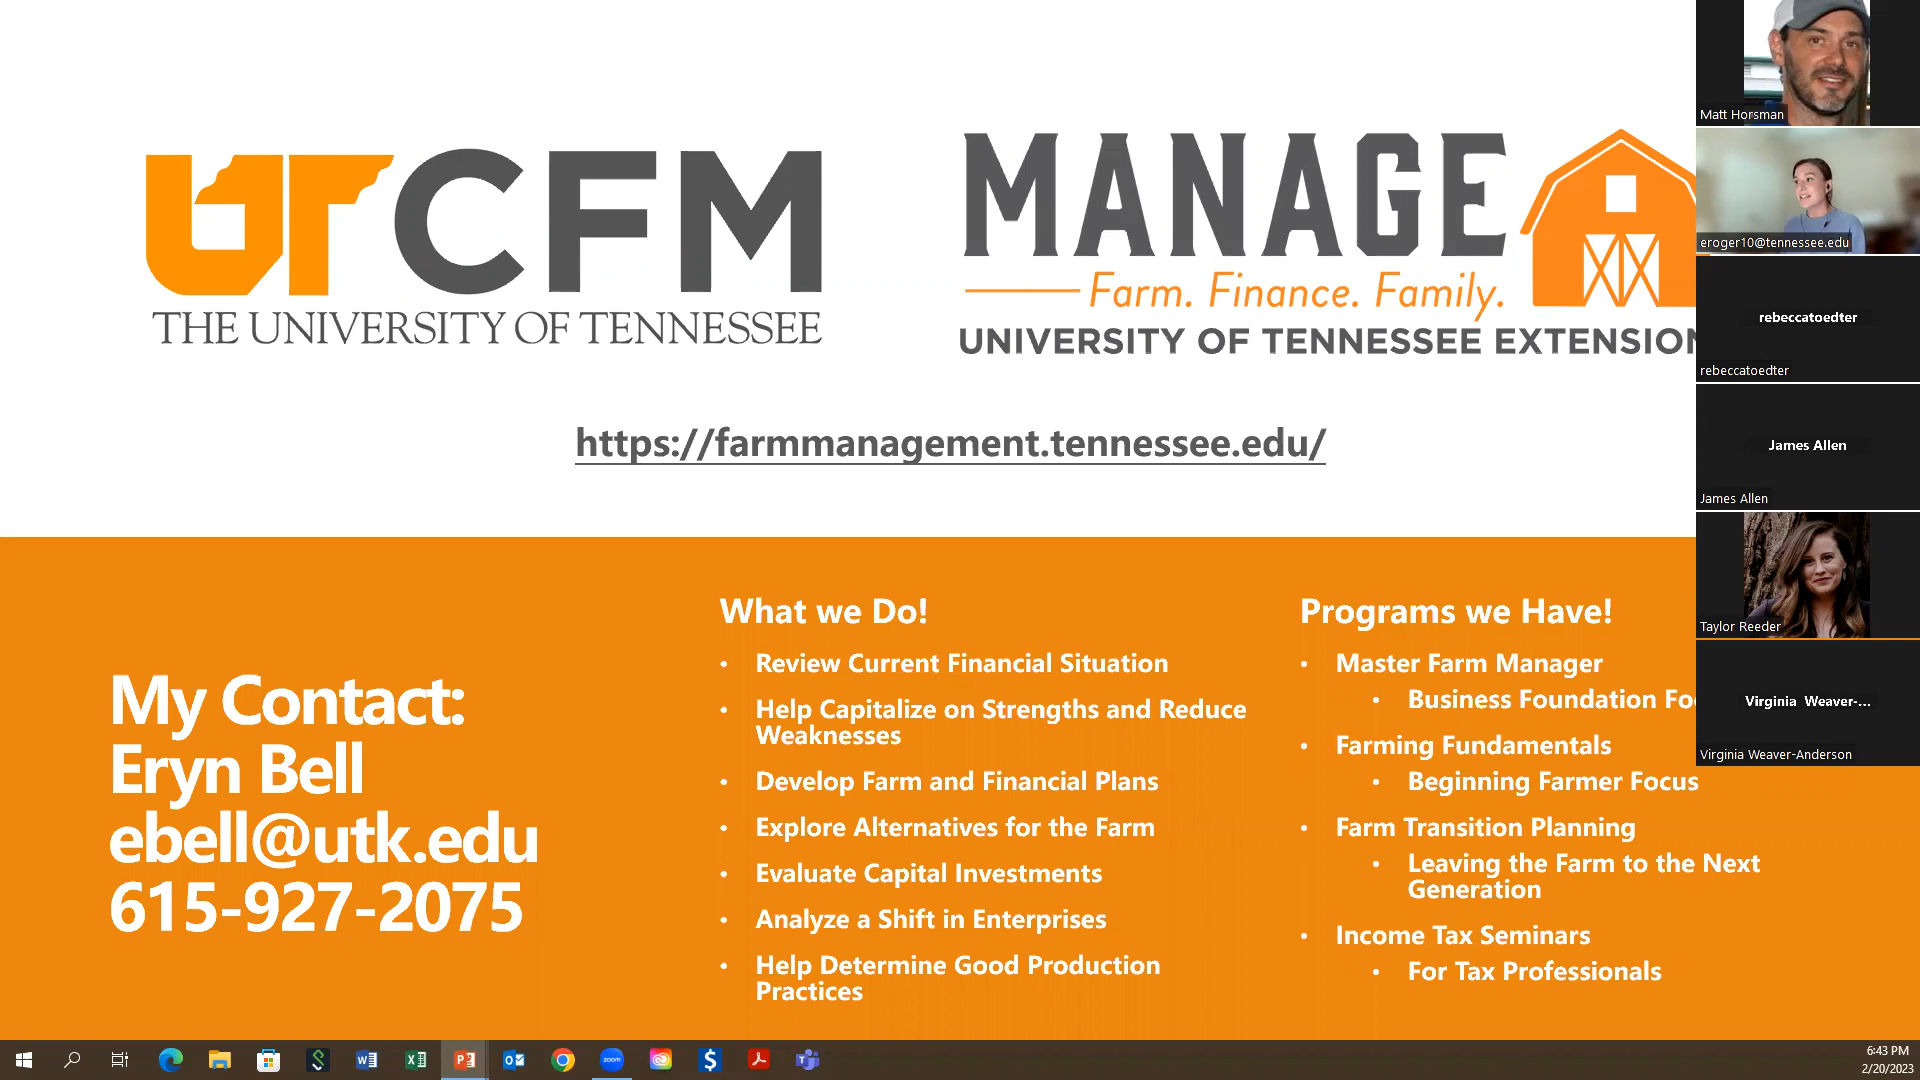 UT CFM
THE UNIVERSITY OF TENNESSEE
MANAGE
Farm. Finance. Family.
UNIVERSITY OF TENNESSEE EXTENSION
https://farmmanagement.tennessee.edu/
My Contact:
Eryn Bell
ebell@utk.edu
615-927-2075
What we Do!
• Review Current Financial Situation
• Help Capitalize on Strengths and Reduce
Weaknesses
• Develop Farm and Financial Plans
• Explore Alternatives for the Farm
• Evaluate Capital Investments
• Analyze a Shift in Enterprises
• Help Determine Good Production
Practices
Programs we Have!
• Master Farm Manager
• Business Foundation
• Farming Fundamentals
• Beginning Farmer Focus
• Farm Transition Planning
• Leaving the Farm to the Next
Generation
• Income Tax Seminars
• For Tax Professionals
Matt Horsman
eroger10@tennessee.edu
rebeccatoedter
rebeccatoedter
James Allen
James Allen
Taylor Reeder
Virginia Weaver-...
Virginia Weaver-Anderson
zoom
6:43 PM
2/20/2023